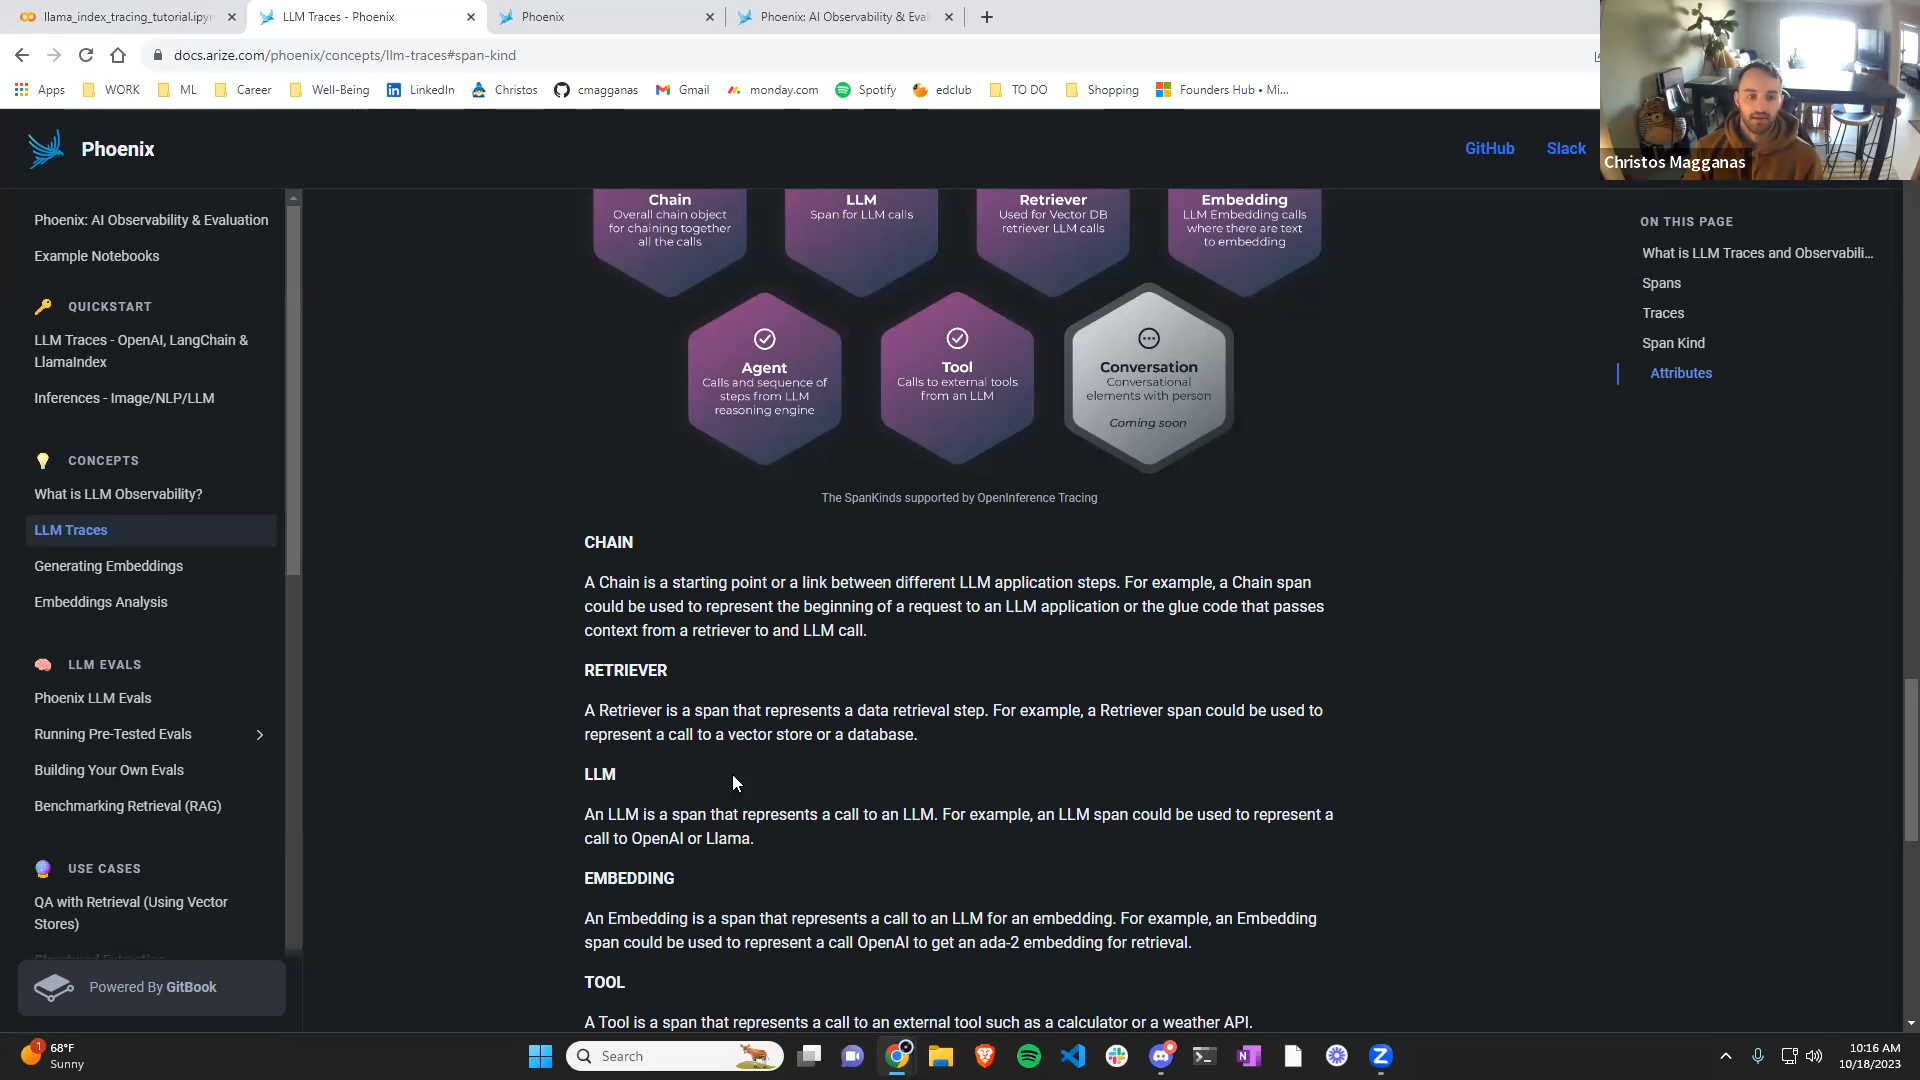 llama_index_tracing_tutorial.ipyn
LLM Traces - Phoenix
Phoenix
Phoenix: AI Observability & Eval
docs.arize.com/phoenix/concepts/llm-traces#span-kind
Apps
WORK
ML
Career
Well-Being
LinkedIn
Christos
cmagganas
Gmail
monday.com
Spotify
edclub
TO DO
Shopping
Founders Hub • Mi...
Christos Magganas
Phoenix
GitHub
Slack
Phoenix: AI Observability & Evaluation
Example Notebooks
QUICKSTART
LLM Traces - OpenAI, LangChain &
LlamaIndex
Inferences - Image/NLP/LLM
CONCEPTS
What is LLM Observability?
LLM Traces
Generating Embeddings
Embeddings Analysis
LLM EVALS
Phoenix LLM Evals
Running Pre-Tested Evals
Building Your Own Evals
Benchmarking Retrieval (RAG)
USE CASES
QA with Retrieval (Using Vector
Stores)
Powered By GitBook
Chain
Overall chain object
for chaining together
all the calls
LLM
Span for LLM calls
Retriever
Used for Vector DB
retriever LLM calls
Embedding
LLM Embedding calls
where there are text
to embedding
Agent
Calls and sequence of
steps from LLM
reasoning engine
Tool
Calls to external tools
from an LLM
Conversation
Conversational
elements with person
Coming soon
The SpanKinds supported by OpenInference Tracing
CHAIN
A Chain is a starting point or a link between different LLM application steps. For example, a Chain span
could be used to represent the beginning of a request to an LLM application or the glue code that passes
context from a retriever to and LLM call.
RETRIEVER
A Retriever is a span that represents a data retrieval step. For example, a Retriever span could be used to
represent a call to a vector store or a database.
LLM
An LLM is a span that represents a call to an LLM. For example, an LLM span could be used to represent a
call to OpenAI or Llama.
EMBEDDING
An Embedding is a span that represents a call to an LLM for an embedding. For example, an Embedding
span could be used to represent a call OpenAI to get an ada-2 embedding for retrieval.
TOOL
A Tool is a span that represents a call to an external tool such as a calculator or a weather API.
ON THIS PAGE
What is LLM Traces and Observabili...
Spans
Traces
Span Kind
Attributes
1
68°F
Sunny
Search
10:16 AM
10/18/2023